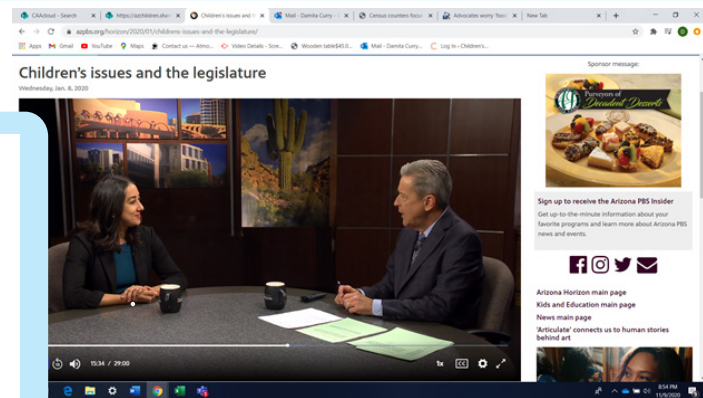 CAAcloud - Search
https://azchildren.shar
Children's issues and th
Mail - Damita Curry -
Census counters focus
Advocates worry 'food
New Tab
azpbs.org/horizon/2020/01/childrens-issues-and-the-legislature/
Apps
Gmail
YouTube
Maps
Contact us — Atmo...
Video Details - Scre...
Wooden table$45.0...
Mail - Damita Curry...
Log In ‹ Children's...
Children's issues and the legislature
Wednesday, Jan. 8, 2020
15:34 / 29:00
1x
CC
Sponsor message:
Purveyors of
Decadent Desserts
Sign up to receive the Arizona PBS Insider
Get up-to-the-minute information about your
favorite programs and learn more about Arizona PBS
news and events.
Arizona Horizon main page
Kids and Education main page
News main page
'Articulate' connects us to human stories
behind art
8:54 PM
11/9/2020